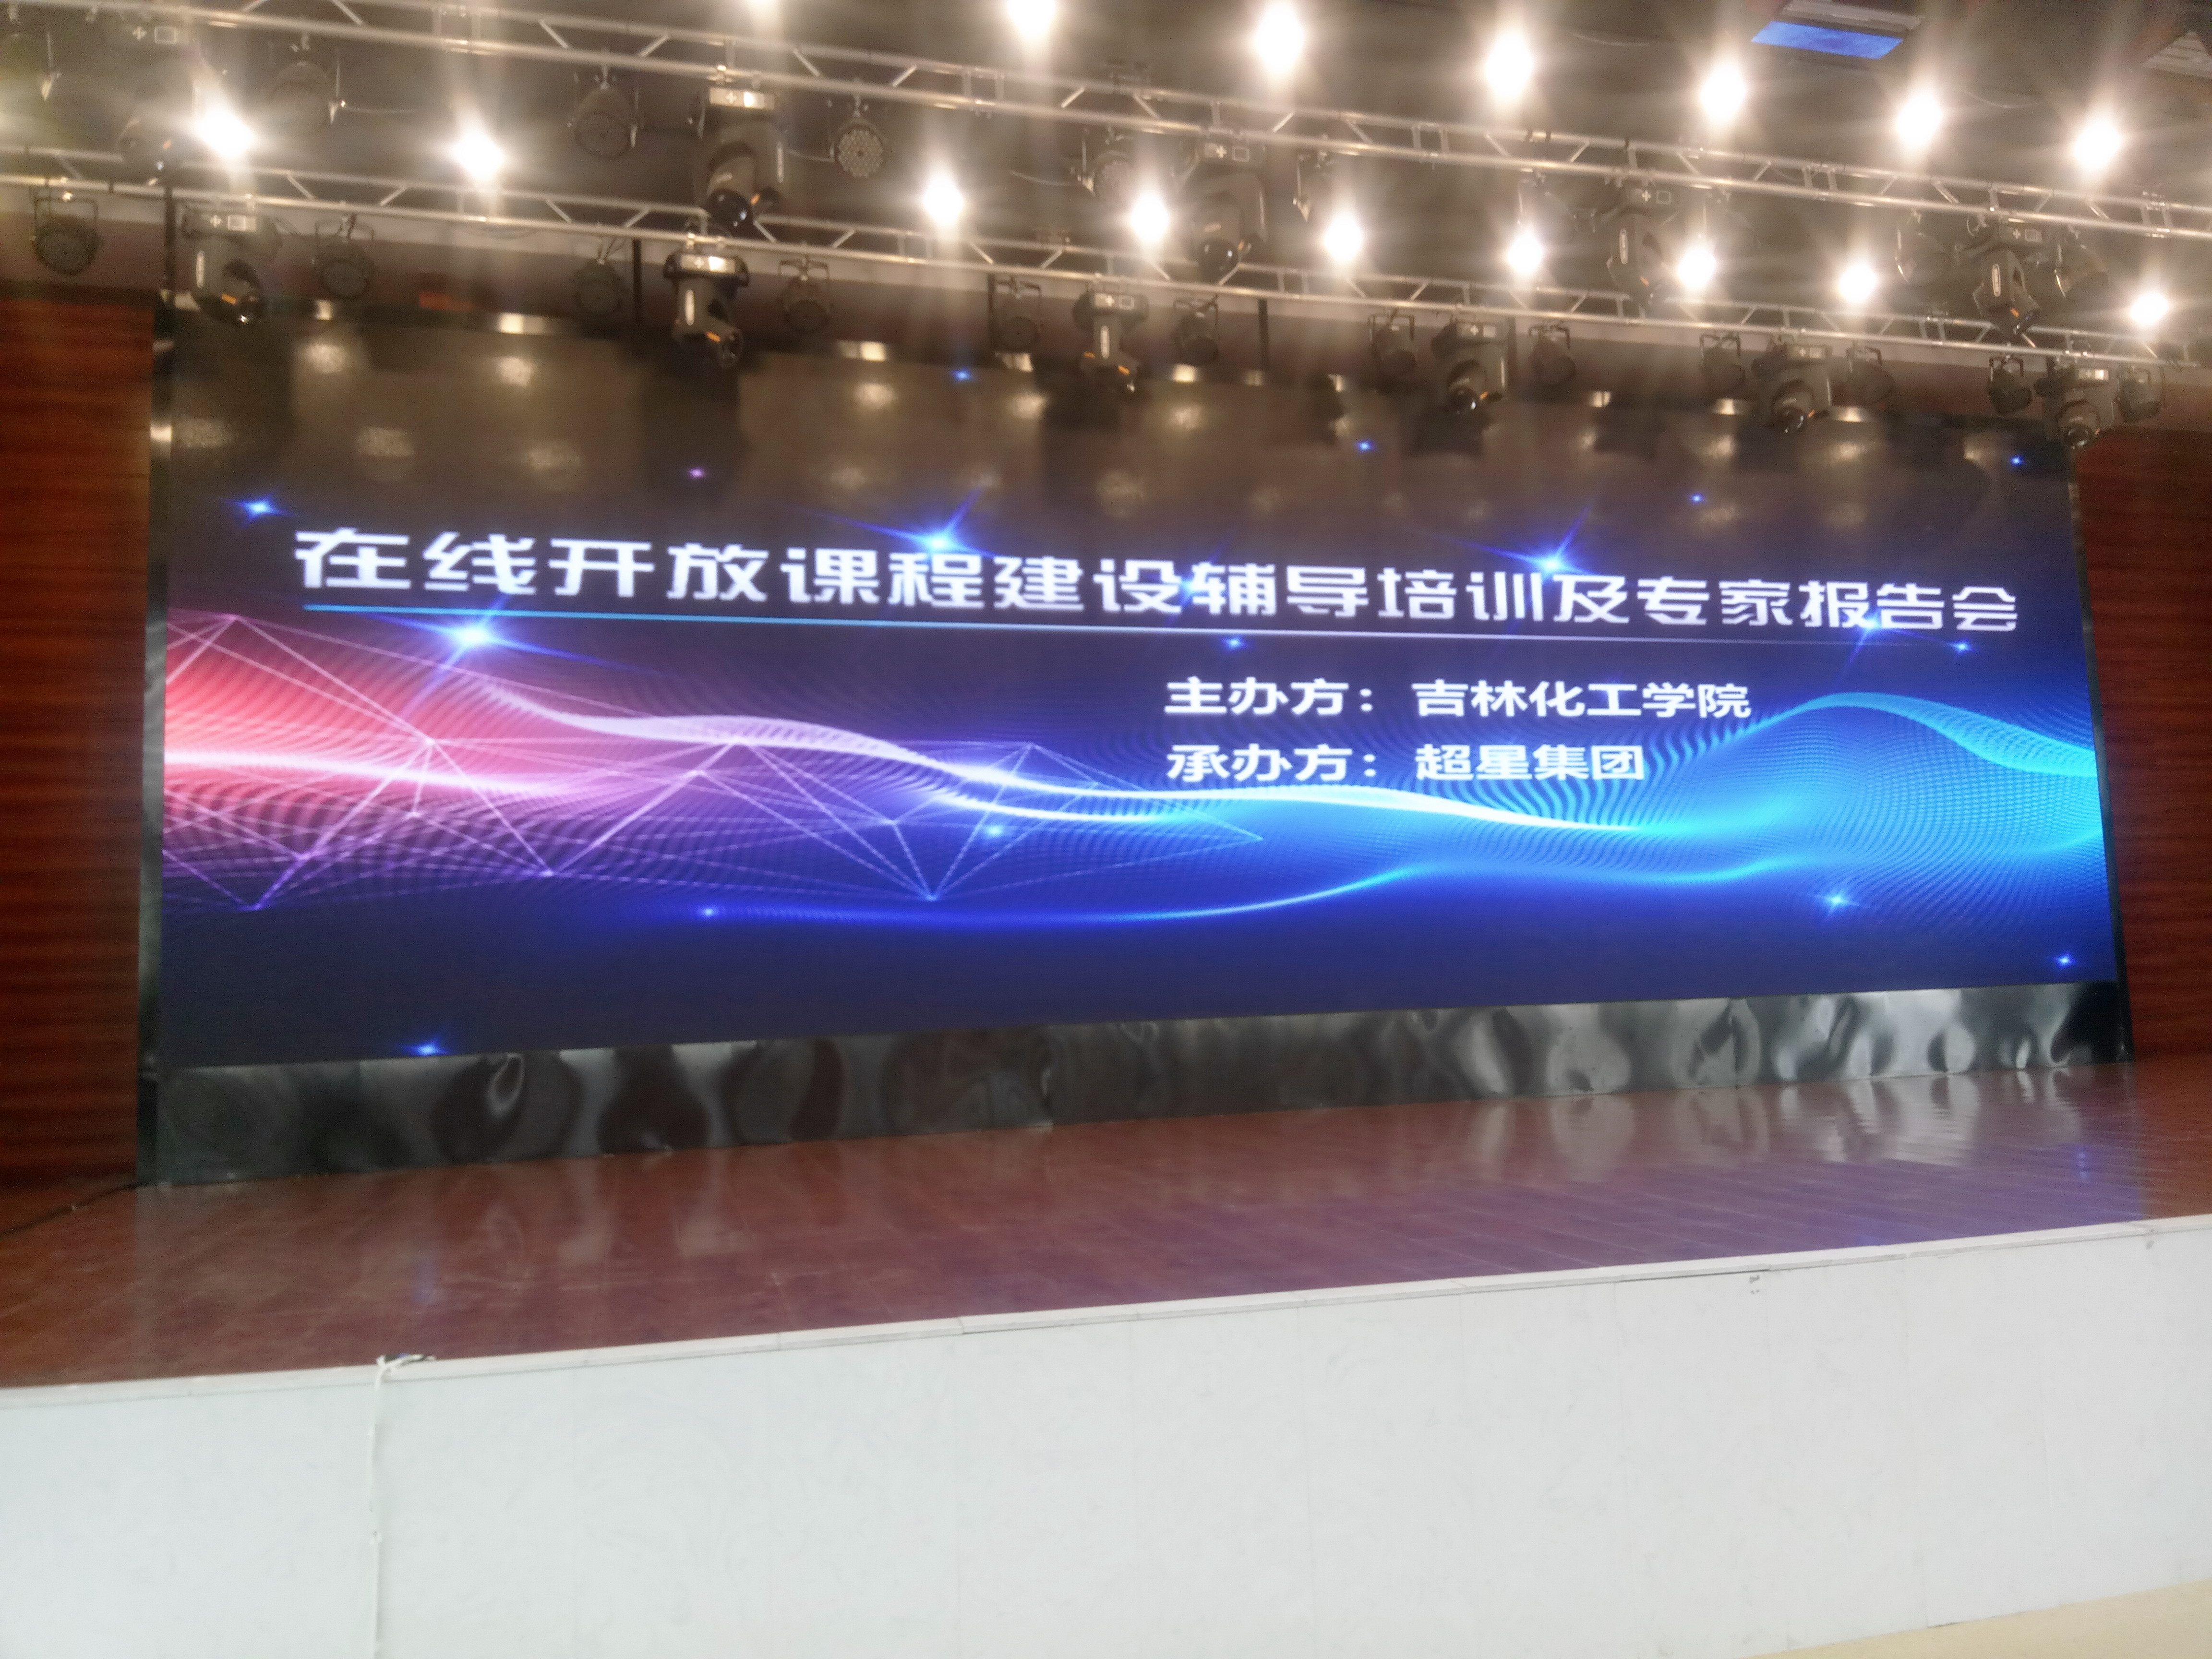 在线开放课程建设辅导培训及专家报告会
主办方：吉林化工学院
承办方：超星集团